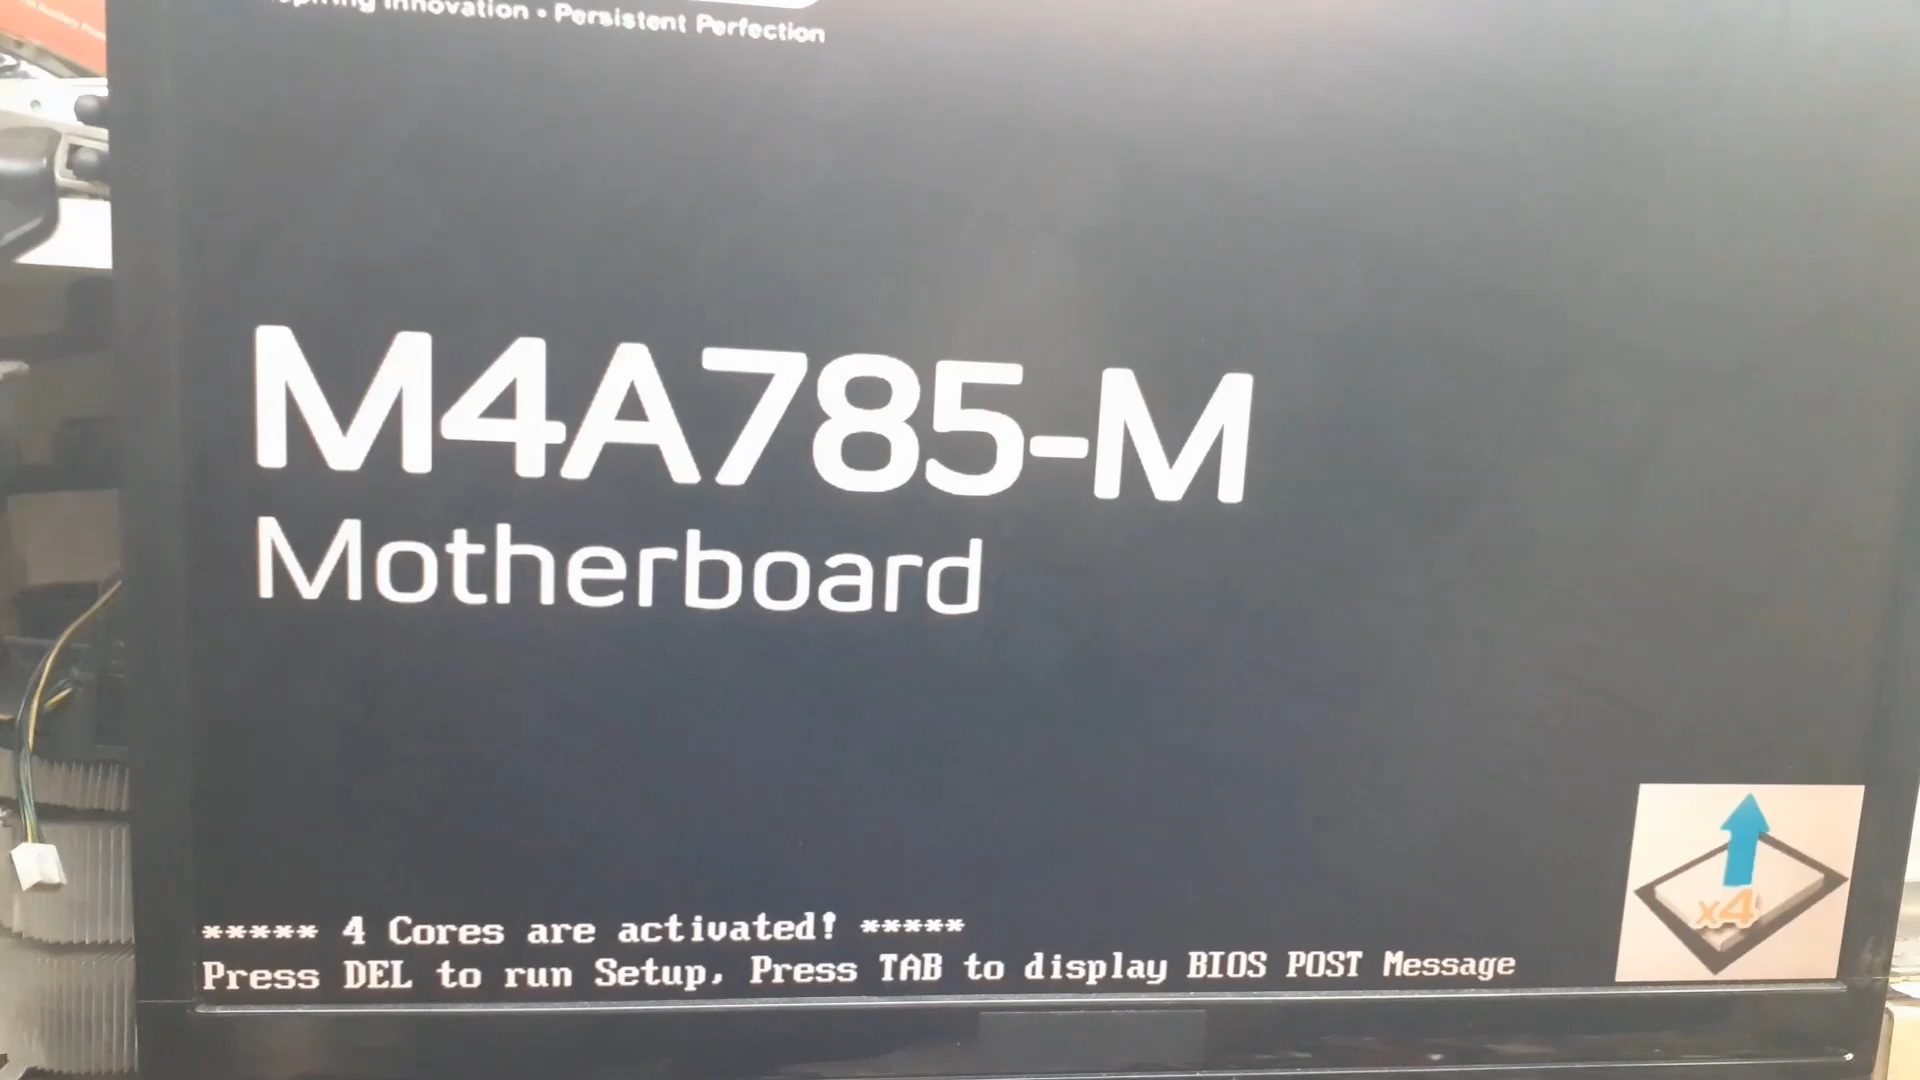 Innovation • Persistent Perfection
M4A785-M
Motherboard
***** 4 Cores are activated! *****
Press DEL to run Setup, Press TAB to display BIOS POST Message
x4